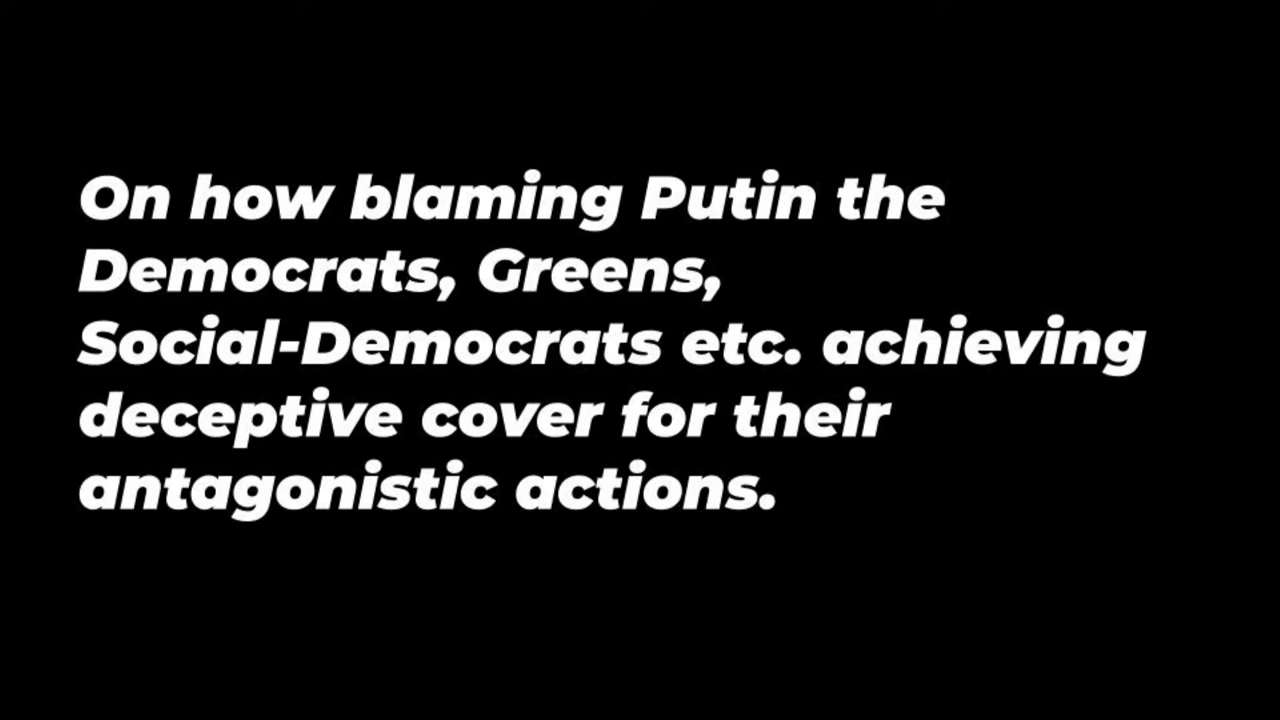 On how blaming Putin the
Democrats, Greens,
Social-Democrats etc. achieving
deceptive cover for their
antagonistic actions.